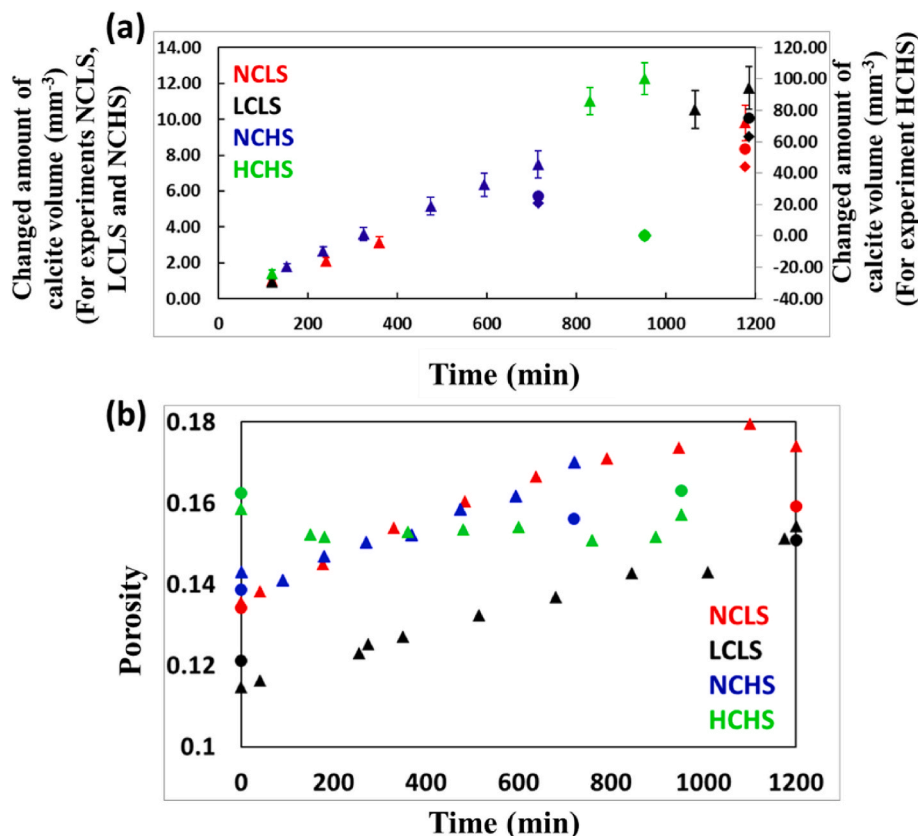 (a)
Changed amount of
calcite volume (mm⁻³)
(For experiments NCLS,
LCLS and NCHS)
14.00
12.00
10.00
8.00
6.00
4.00
2.00
0.00
NCLS
LCLS
NCHS
HCHS
120.00
100.00
80.00
60.00
40.00
20.00
0.00
-20.00
-40.00
Changed amount of
calcite volume (mm⁻³)
(For experiment HCHS)
0 200 400 600 800 1000 1200
Time (min)
(b)
Porosity
0.18
0.16
0.14
0.12
0.1
NCLS
LCLS
NCHS
HCHS
0 200 400 600 800 1000 1200
Time (min)